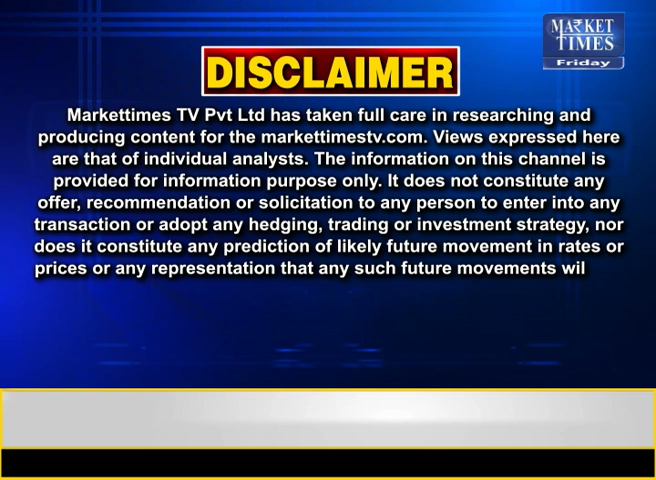 MA₹KET
TIMES
Friday
DISCLAIMER
Markettimes TV Pvt Ltd has taken full care in researching and
producing content for the markettimestv.com. Views expressed here
are that of individual analysts. The information on this channel is
provided for information purpose only. It does not constitute any
offer, recommendation or solicitation to any person to enter into any
transaction or adopt any hedging, trading or investment strategy, nor
does it constitute any prediction of likely future movement in rates or
prices or any representation that any such future movements wil